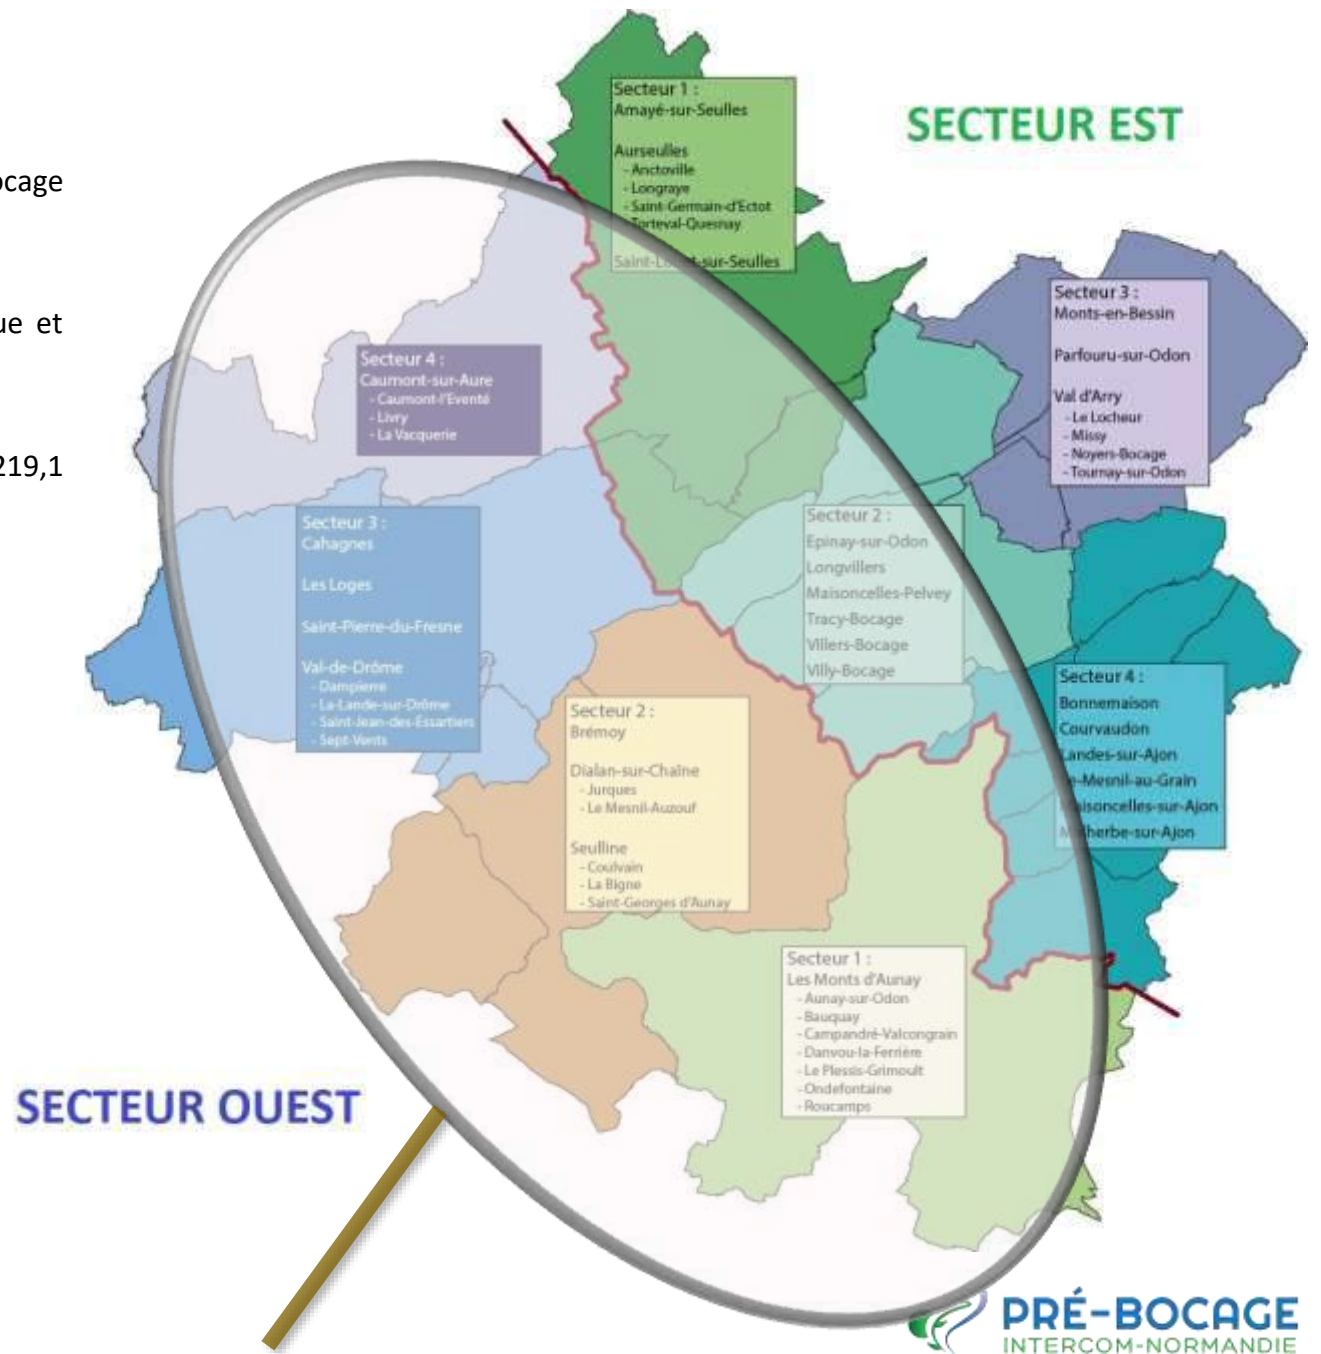 ocage
ue et
219,1
SECTEUR EST
Secteur 1 :
Amayé-sur-Seulles
Aurseulles
- Anctoville
- Longraye
- Saint-Germain-d'Ectot
- Torteval-Quesnay
Saint-Louet-sur-Seulles
Secteur 3 :
Monts-en-Bessin
Parfouru-sur-Odon
Val d'Arry
- Le Locheur
- Missy
- Noyers-Bocage
- Tournay-sur-Odon
Secteur 4 :
Caumont-sur-Aure
- Caumont-l'Eventé
- Livry
- La Vacquerie
Secteur 3 :
Cahagnes
Les Loges
Saint-Pierre-du-Fresne
Val-de-Drôme
- Dampierre
- La-Lande-sur-Drôme
- Saint-Jean-des-Essartiers
- Sept-Vents
Secteur 2 :
Epinay-sur-Odon
Longvillers
Maisoncelles-Pelvey
Tracy-Bocage
Villers-Bocage
Villy-Bocage
Secteur 4 :
Bonnemaison
Courvaudon
Landes-sur-Ajon
Le-Mesnil-au-Grain
Maisoncelles-sur-Ajon
Malherbe-sur-Ajon
Secteur 2 :
Brémoy
Dialan-sur-Chaîne
- Jurques
- Le Mesnil-Auzouf
Seulline
- Coulvain
- La Bigne
- Saint-Georges d'Aunay
Secteur 1 :
Les Monts d'Aunay
- Aunay-sur-Odon
- Bauquay
- Campandré-Valcongrain
- Danvou-la-Ferrière
- Le Plessis-Grimoult
- Ondefontaine
- Roucamps
SECTEUR OUEST
PRÉ-BOCAGE
INTERCOM-NORMANDIE